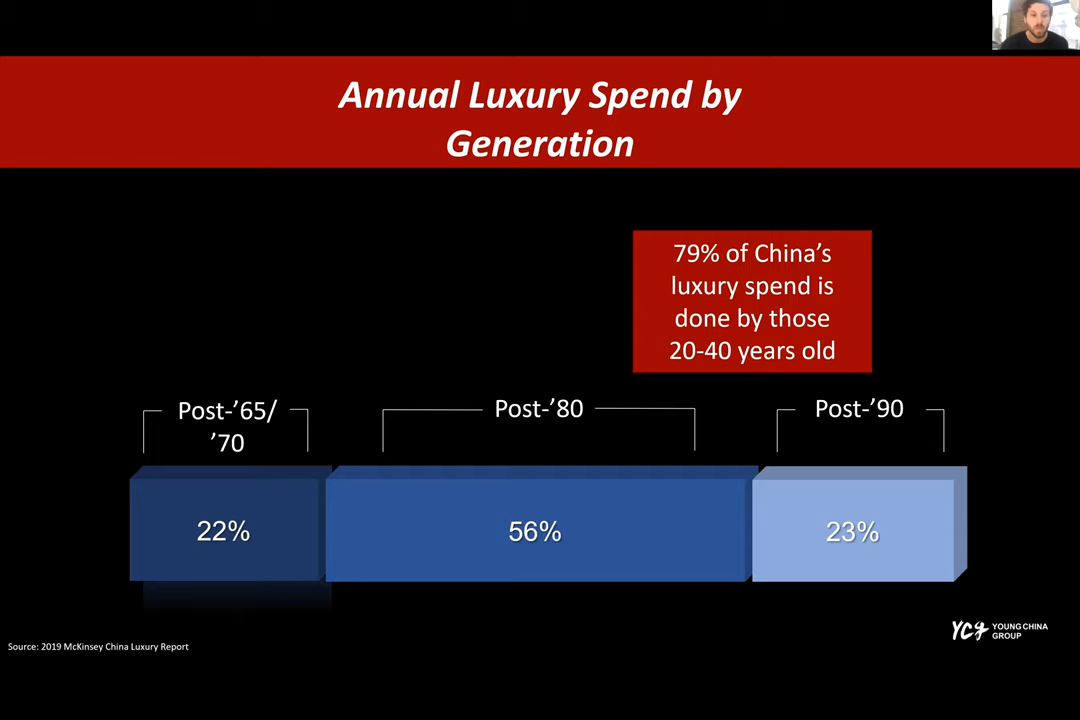 Annual Luxury Spend by
Generation
79% of China’s
luxury spend is
done by those
20-40 years old
Post-’65/
’70
Post-’80
Post-’90
22%
56%
23%
YCg YOUNG CHINA
GROUP
Source: 2019 McKinsey China Luxury Report